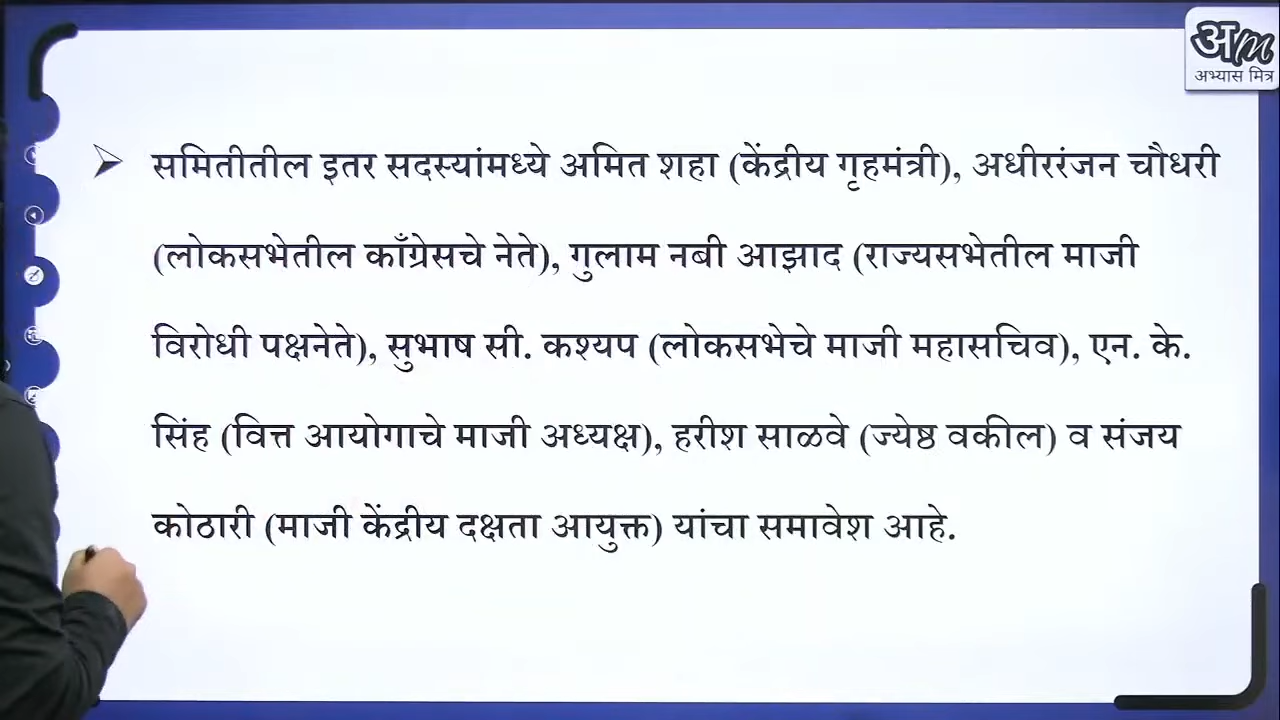 अm
अभ्यास मित्र
समितीतील इतर सदस्यांमध्ये अमित शहा (केंद्रीय गृहमंत्री), अधीररंजन चौधरी
(लोकसभेतील काँग्रेसचे नेते), गुलाम नबी आझाद (राज्यसभेतील माजी
विरोधी पक्षनेते), सुभाष सी. कश्यप (लोकसभेचे माजी महासचिव), एन. के.
सिंह (वित्त आयोगाचे माजी अध्यक्ष), हरीश साळवे (ज्येष्ठ वकील) व संजय
कोठारी (माजी केंद्रीय दक्षता आयुक्त) यांचा समावेश आहे.